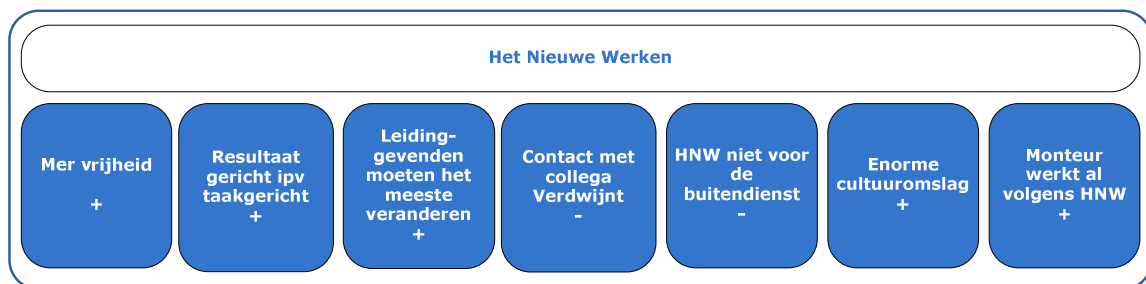 Het Nieuwe Werken
Mer vrijheid
+
Resultaat
gericht ipv
taakgericht
+
Leiding-
gevenden
moeten het
meeste
veranderen
+
Contact met
collega
Verdwijnt
-
HNW niet voor
de
buitendienst
-
Enorme
cultuuromslag
+
Monteur
werkt al
volgens HNW
+